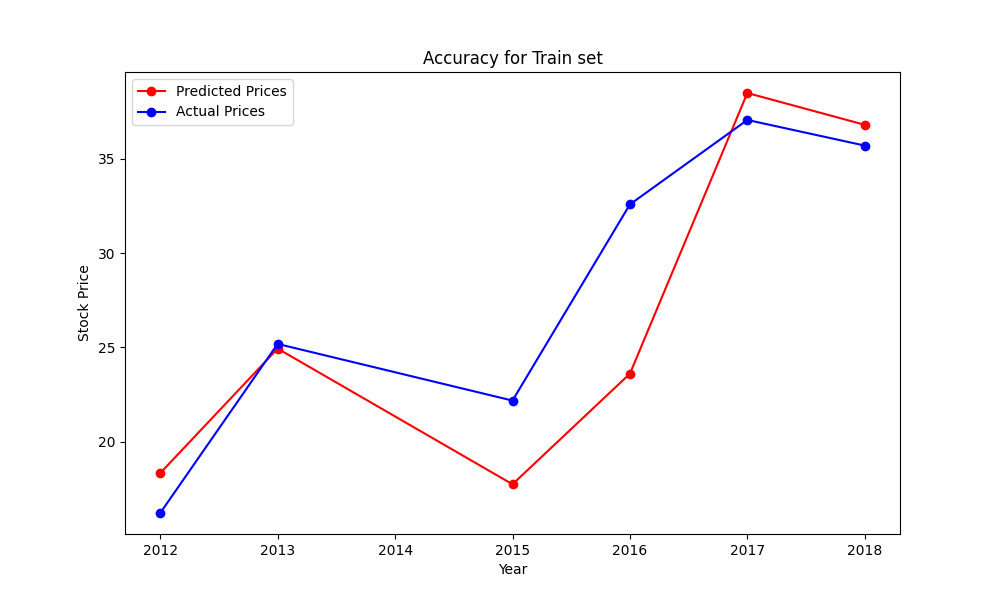 Accuracy for Train set
Predicted Prices
Actual Prices
35
30
25
20
Stock Price
2012 2013 2014 2015 2016 2017 2018
Year